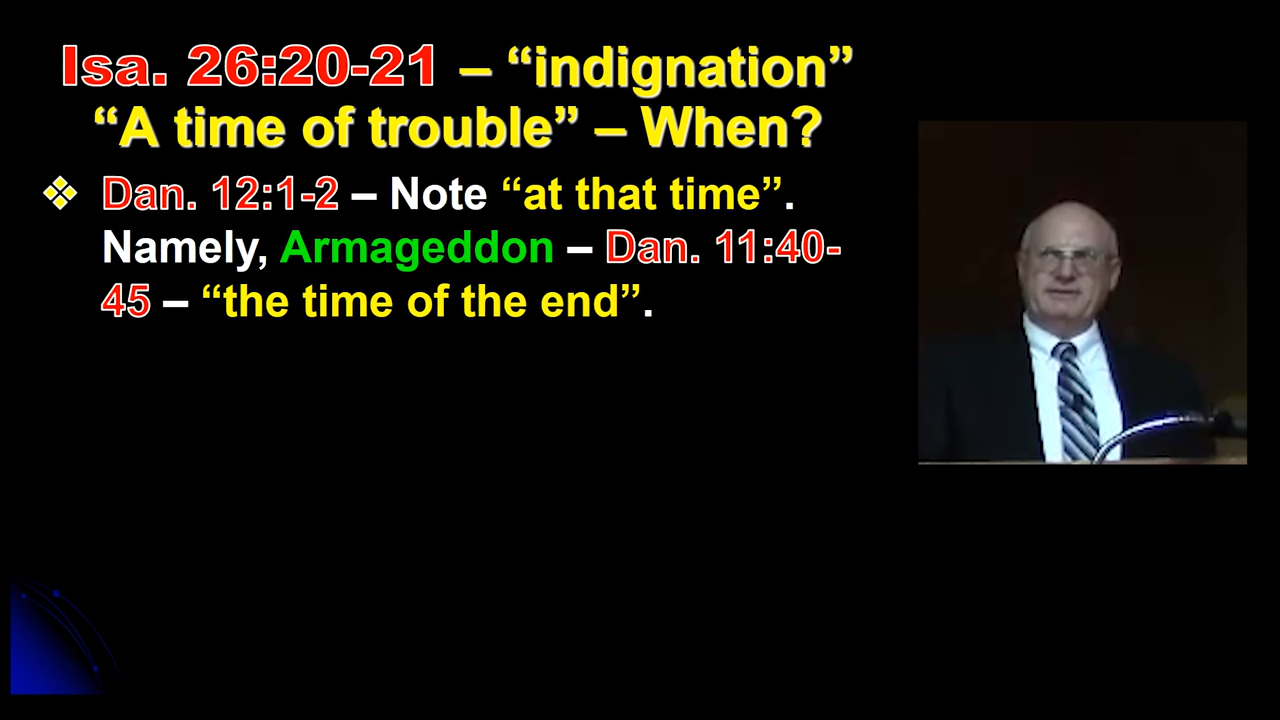 Isa. 26:20-21 – “indignation”
“A time of trouble” – When?
Dan. 12:1-2 – Note “at that time”.
Namely, Armageddon – Dan. 11:40-
45 – “the time of the end”.